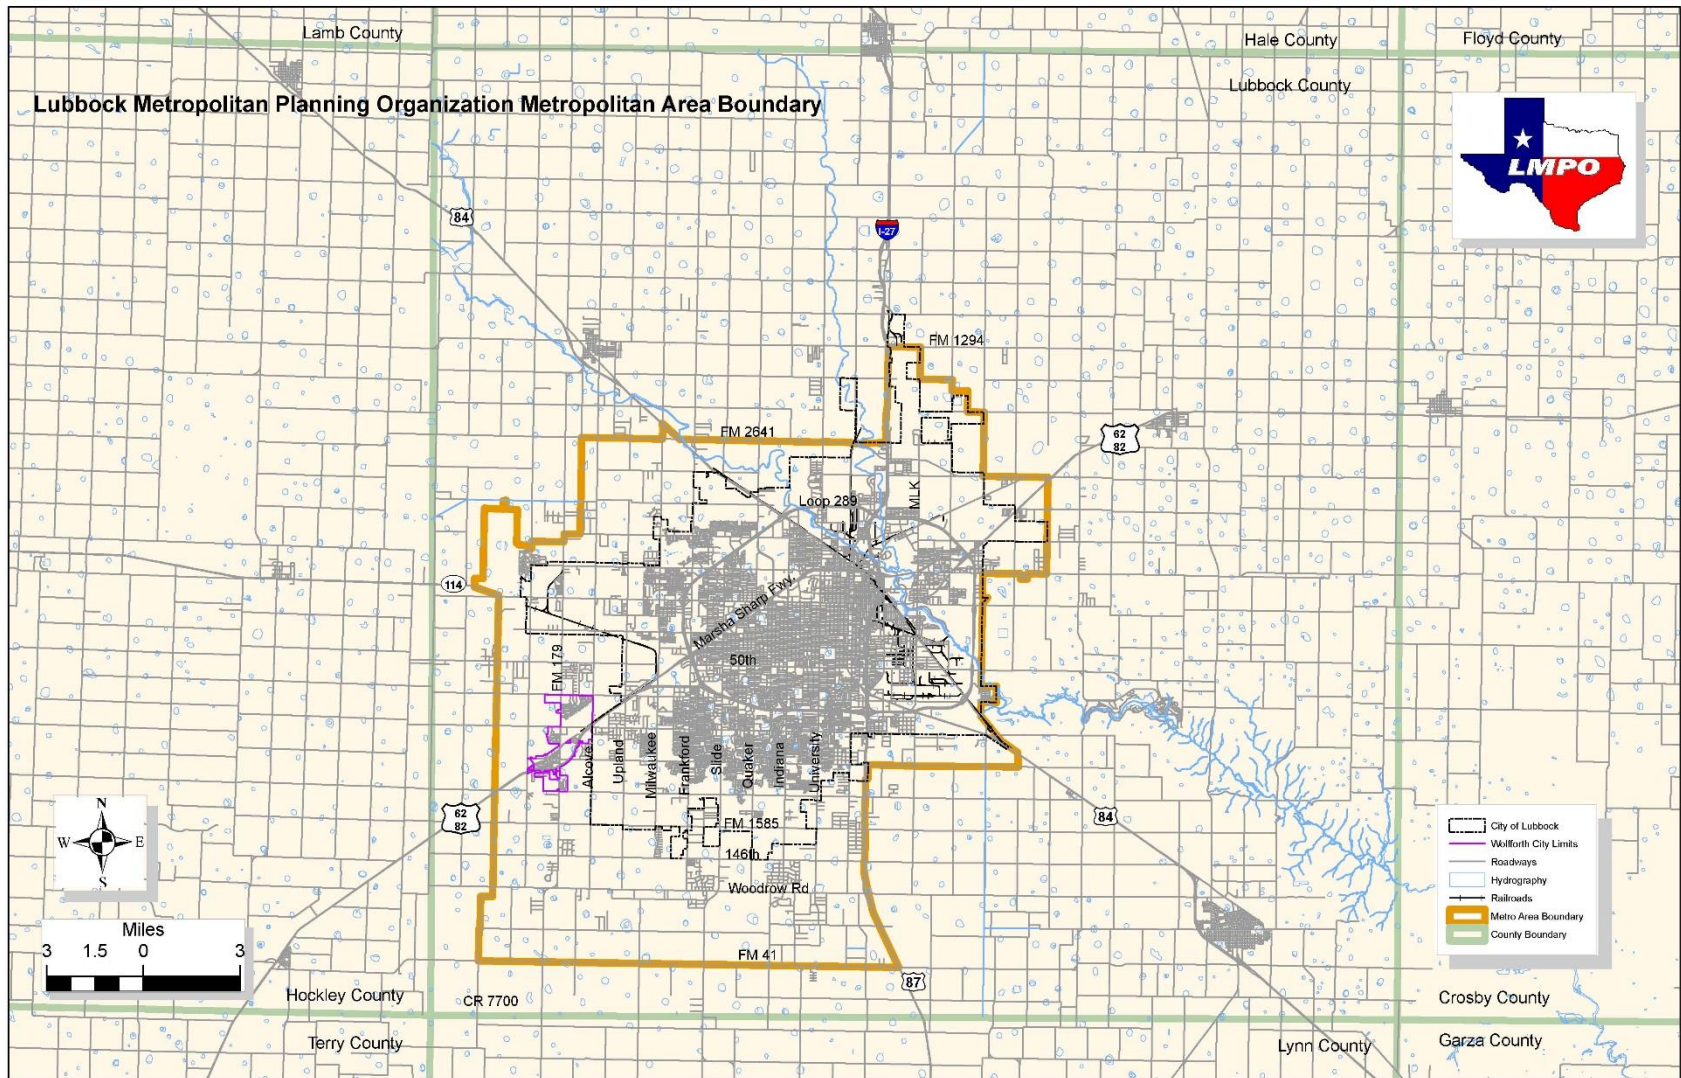 Lamb County
Hale County
Floyd County
Lubbock County
Lubbock Metropolitan Planning Organization Metropolitan Area Boundary
LMPO
84
I-27
FM 1294
FM 2641
62
82
Loop 289
MLK
114
Marsha Sharp Fwy.
50th
FM 179
Alcove
Upland
Milwaukee
Frankford
Slide
Quaker
Indiana
University
62
82
84
FM 1585
146th
Woodrow Rd
FM 41
87
CR 7700
N
W
E
S
Miles
3 1.5 0 3
City of Lubbock
Wolfforth City Limits
Roadways
Hydrography
Railroads
Metro Area Boundary
County Boundary
Hockley County
Crosby County
Terry County
Lynn County
Garza County